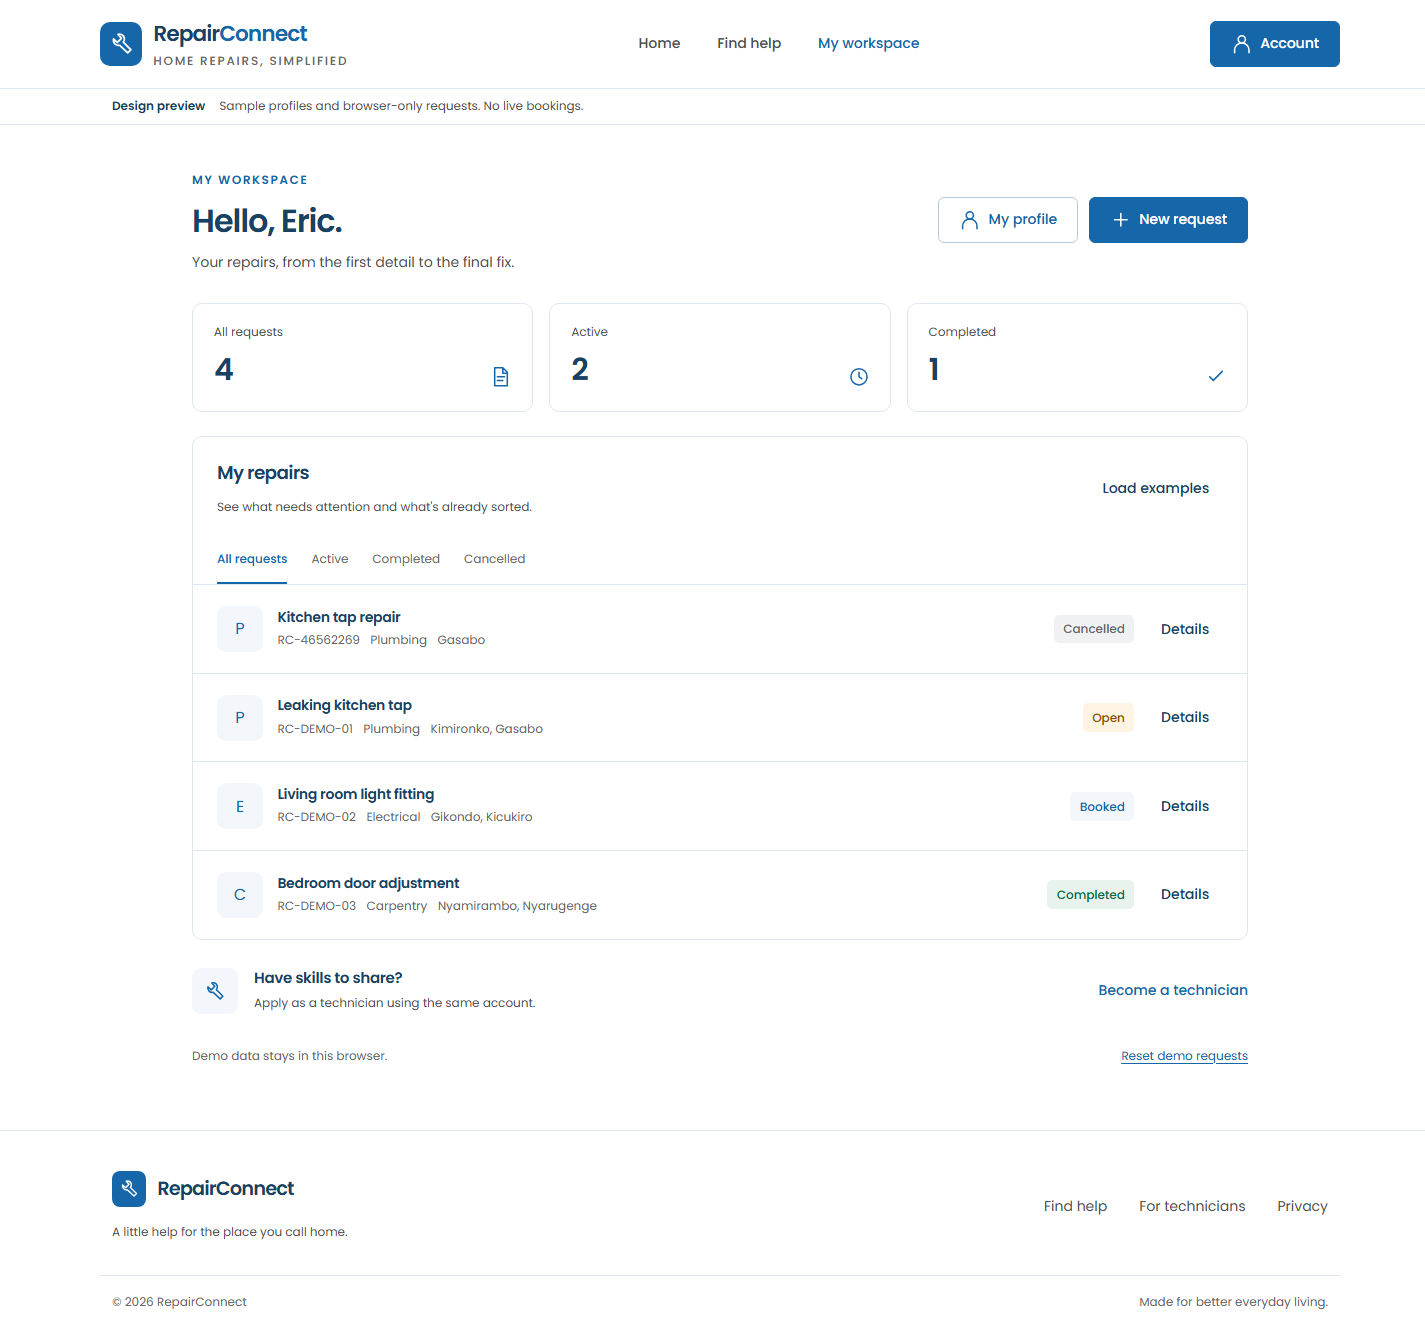 RepairConnect
HOME REPAIRS, SIMPLIFIED
Home
Find help
My workspace
Account
Design preview
Sample profiles and browser-only requests. No live bookings.
MY WORKSPACE
Hello, Eric.
Your repairs, from the first detail to the final fix.
My profile
New request
All requests
4
Active
2
Completed
1
My repairs
See what needs attention and what's already sorted.
Load examples
All requests
Active
Completed
Cancelled
P
Kitchen tap repair
RC-46562269 Plumbing Gasabo
Cancelled
Details
P
Leaking kitchen tap
RC-DEMO-01 Plumbing Kimironko, Gasabo
Open
Details
E
Living room light fitting
RC-DEMO-02 Electrical Gikondo, Kicukiro
Booked
Details
C
Bedroom door adjustment
RC-DEMO-03 Carpentry Nyamirambo, Nyarugenge
Completed
Details
Have skills to share?
Apply as a technician using the same account.
Become a technician
Demo data stays in this browser.
Reset demo requests
RepairConnect
A little help for the place you call home.
Find help
For technicians
Privacy
© 2026 RepairConnect
Made for better everyday living.